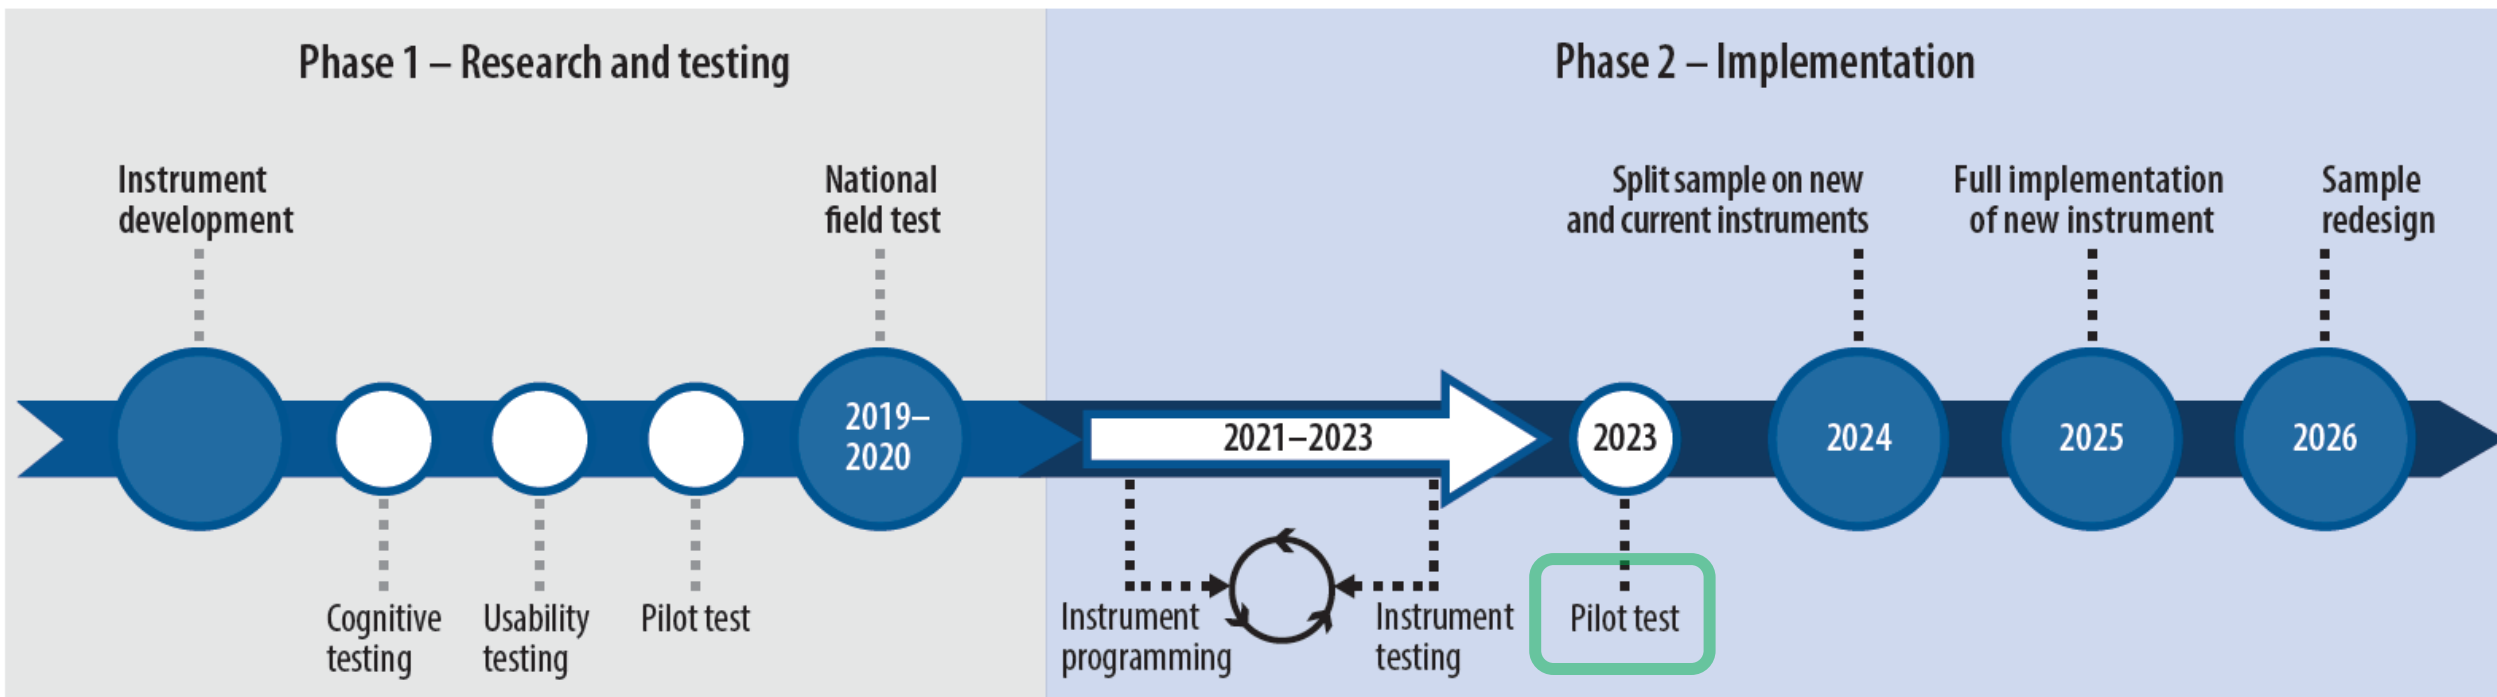 Phase 1 – Research and testing
Instrument
development
National
field test
2019–
2020
Cognitive
testing
Usability
testing
Pilot test
Phase 2 – Implementation
Split sample on new
and current instruments
Full implementation
of new instrument
Sample
redesign
2021–2023
2023
2024
2025
2026
Instrument
programming
Instrument
testing
Pilot test